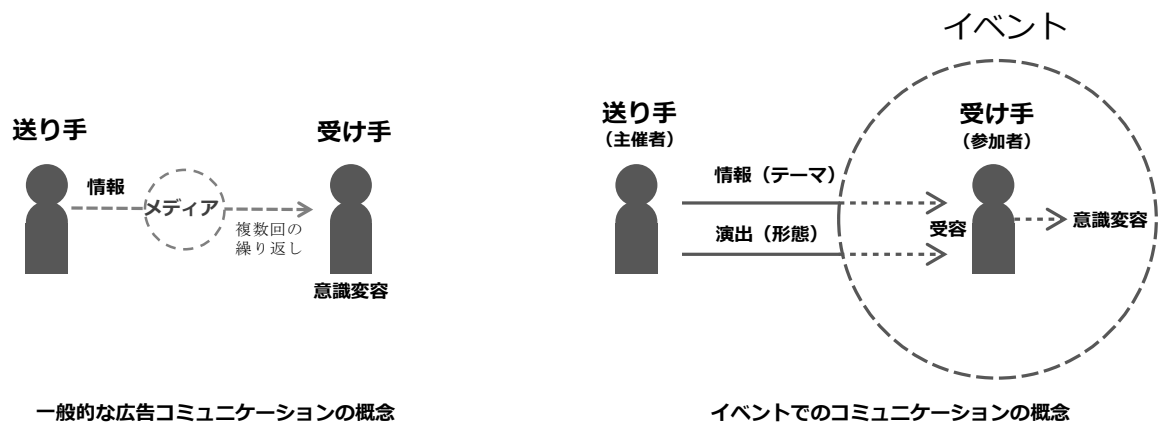 送り手
受け手
情報
メディア
複数回の
繰り返し
意識変容
一般的な広告コミュニケーションの概念
イベント
送り手
（主催者）
受け手
（参加者）
情報（テーマ）
演出（形態）
受容
意識変容
イベントでのコミュニケーションの概念